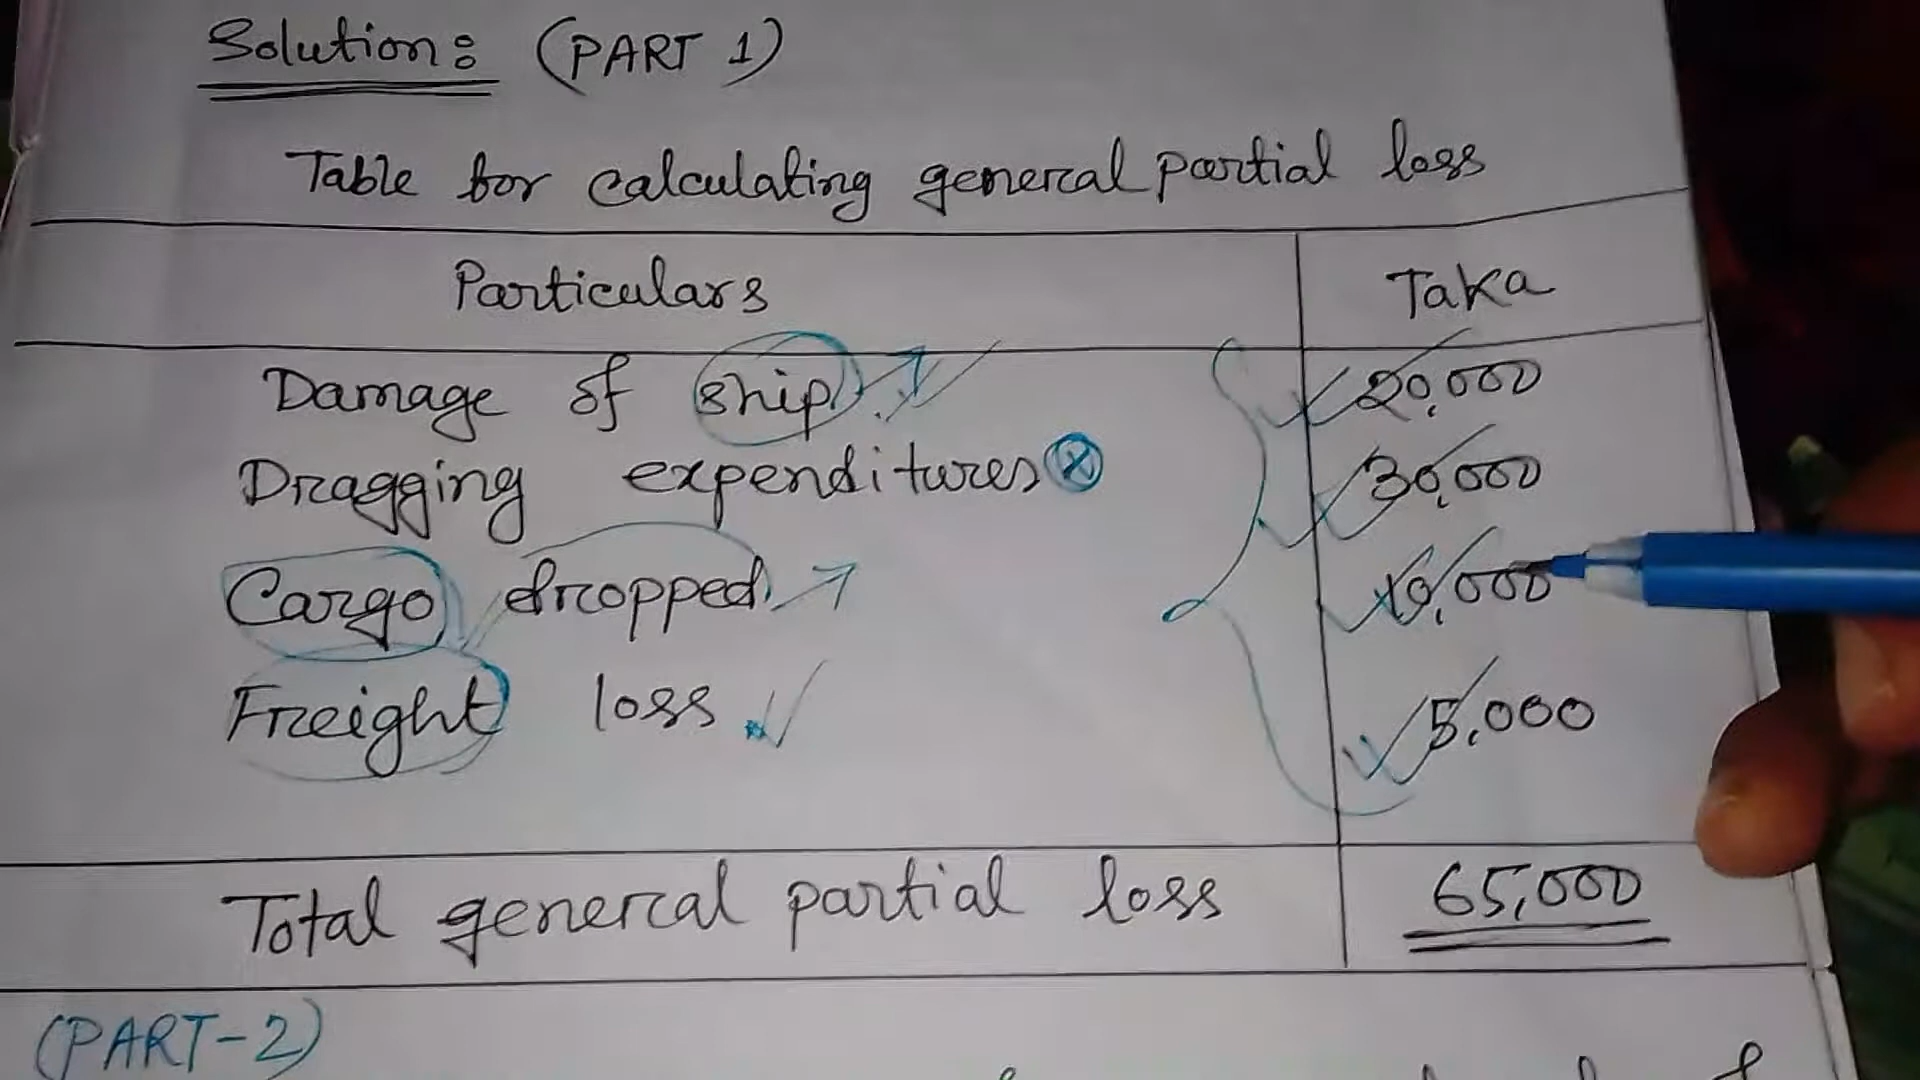 Solution: (PART 1)
Table for calculating general partial loss
Particulars Taka
Damage of ship 20,000
Dragging expenditures 30,000
Cargo dropped 10,000
Freight loss 5,000
Total general partial loss 65,000
(PART-2)